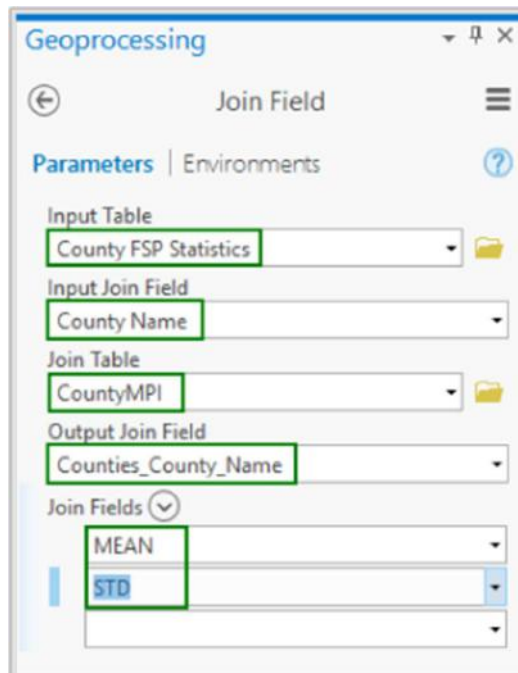 Geoprocessing
Join Field
Parameters | Environments
Input Table
County FSP Statistics
Input Join Field
County Name
Join Table
CountyMPI
Output Join Field
Counties_County_Name
Join Fields
MEAN
STD